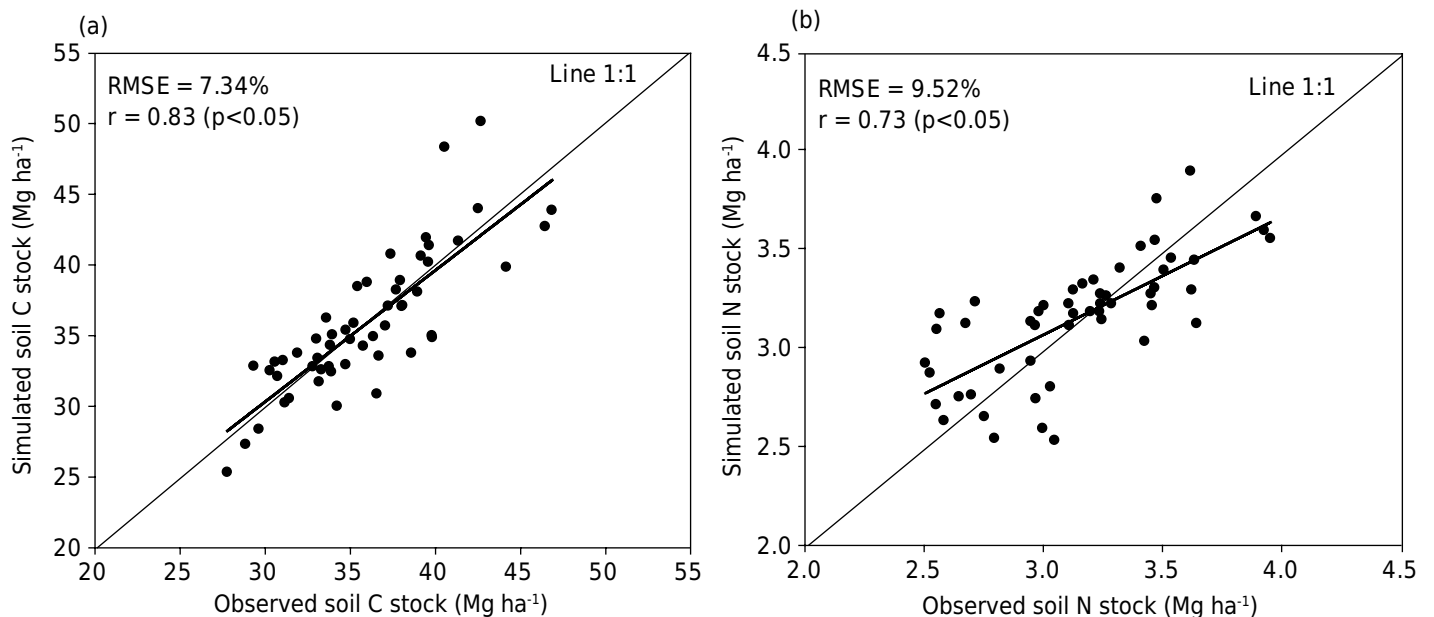 (a)
55
50
45
40
35
30
25
20
20 25 30 35 40 45 50 55
Simulated soil C stock (Mg ha⁻¹)
Observed soil C stock (Mg ha⁻¹)
RMSE = 7.34%
r = 0.83 (p<0.05)
Line 1:1
(b)
4.5
4.0
3.5
3.0
2.5
2.0
2.0 2.5 3.0 3.5 4.0 4.5
Simulated soil N stock (Mg ha⁻¹)
Observed soil N stock (Mg ha⁻¹)
RMSE = 9.52%
r = 0.73 (p<0.05)
Line 1:1